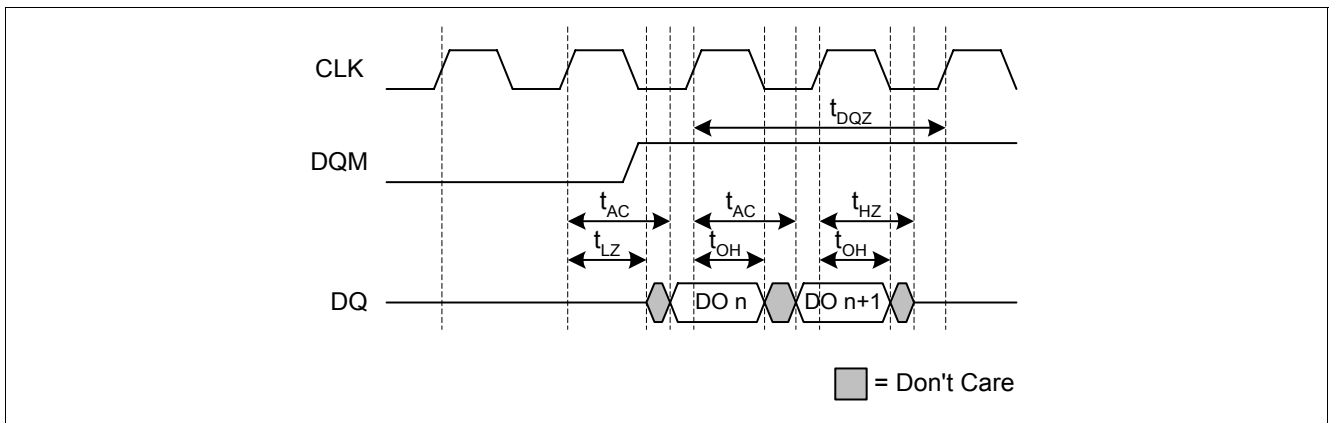 CLK
tDQZ
DQM
tAC tAC tHZ
tLZ tOH tOH
DQ DO n DO n+1
= Don't Care